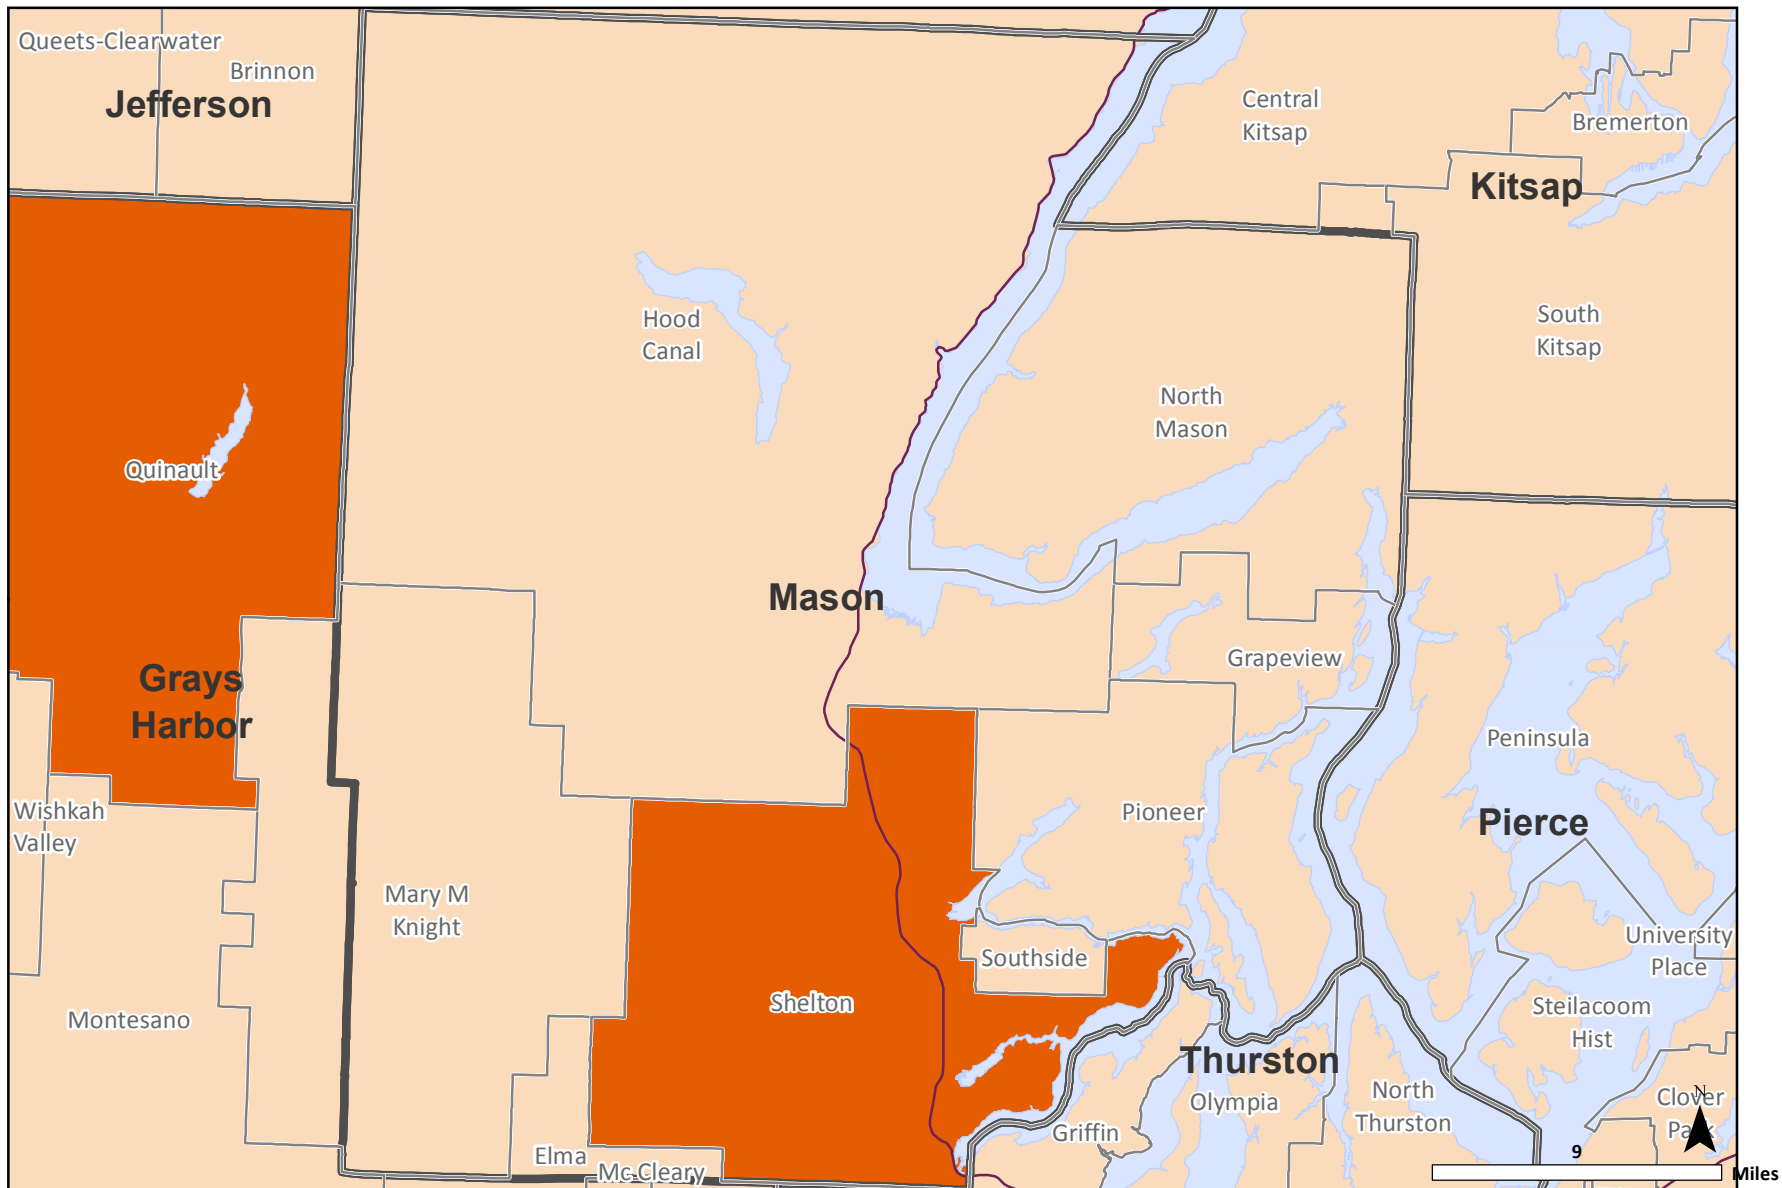 Queets-Clearwater
Brinnon
Jefferson
Central
Kitsap
Bremerton
Kitsap
Hood
Canal
South
Kitsap
North
Mason
Quinault
Mason
Grapeview
Grays
Harbor
Peninsula
Wishkah
Valley
Pioneer
Pierce
Mary M
Knight
University
Place
Southside
Shelton
Steilacoom
Hist
Montesano
Thurston
Olympia
North
Thurston
N
Clover
Park
Griffin
Elma
Mc Cleary
9
Miles